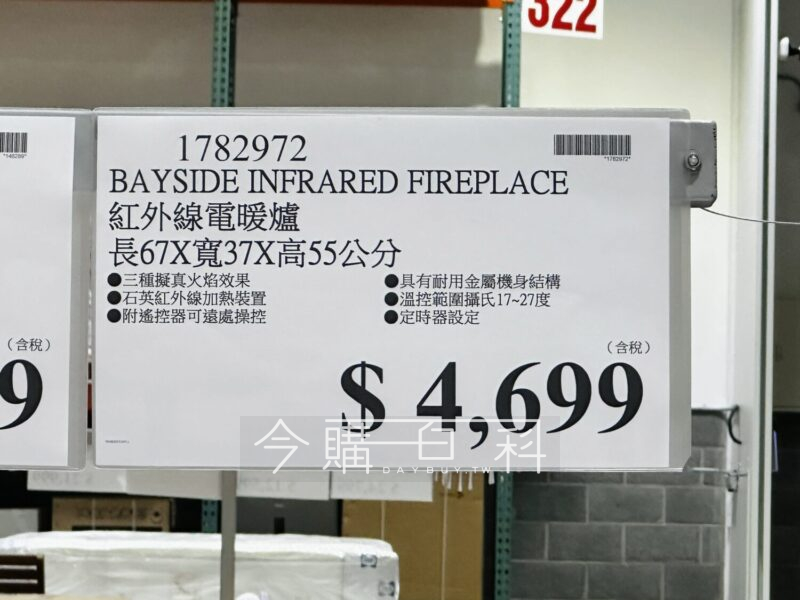 322
1782972
*1782972*
BAYSIDE INFRARED FIREPLACE
紅外線電暖爐
長67X寬37X高55公分
●三種擬真火焰效果
●石英紅外線加熱裝置
●附遙控器可遠處操控
●具有耐用金屬機身結構
●溫控範圍攝氏17~27度
●定時器設定
(含稅)
$ 4,699
(含稅)
9
今購百科
DAYBUY.TW